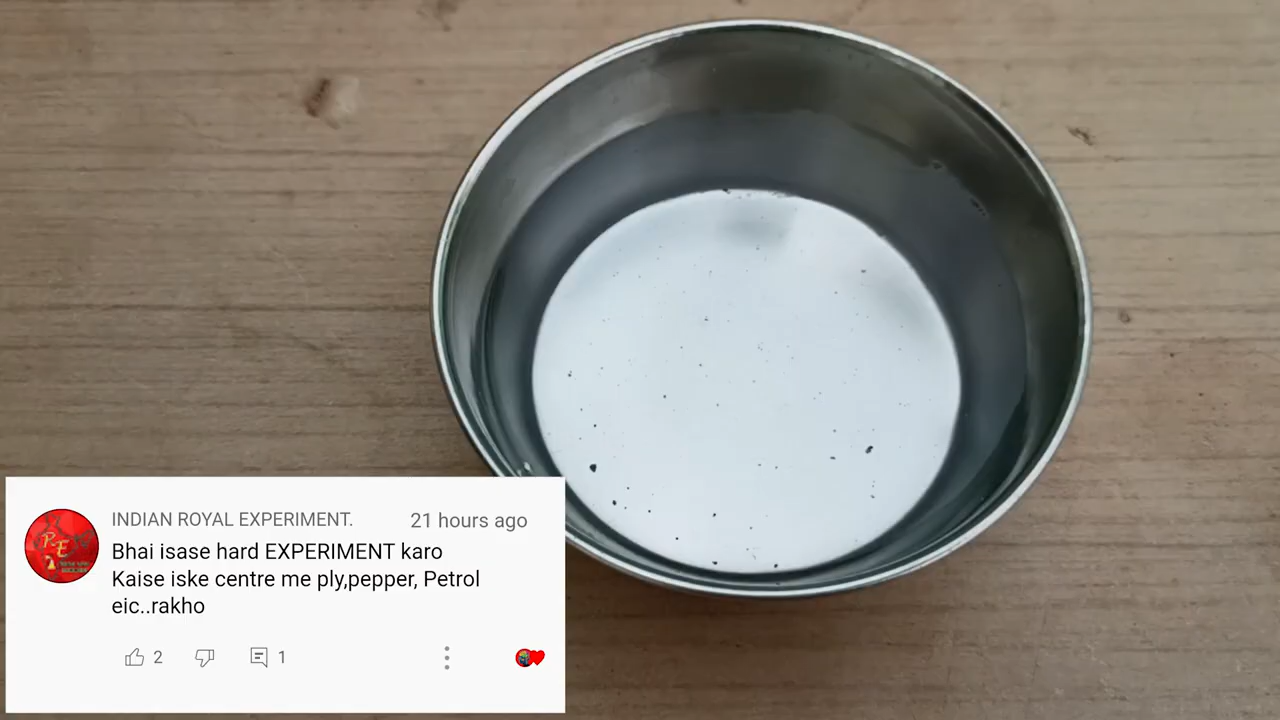 INDIAN ROYAL EXPERIMENT. 21 hours ago
Bhai isase hard EXPERIMENT karo
Kaise iske centre me ply,pepper, Petrol
eic..rakho
2 1
PE